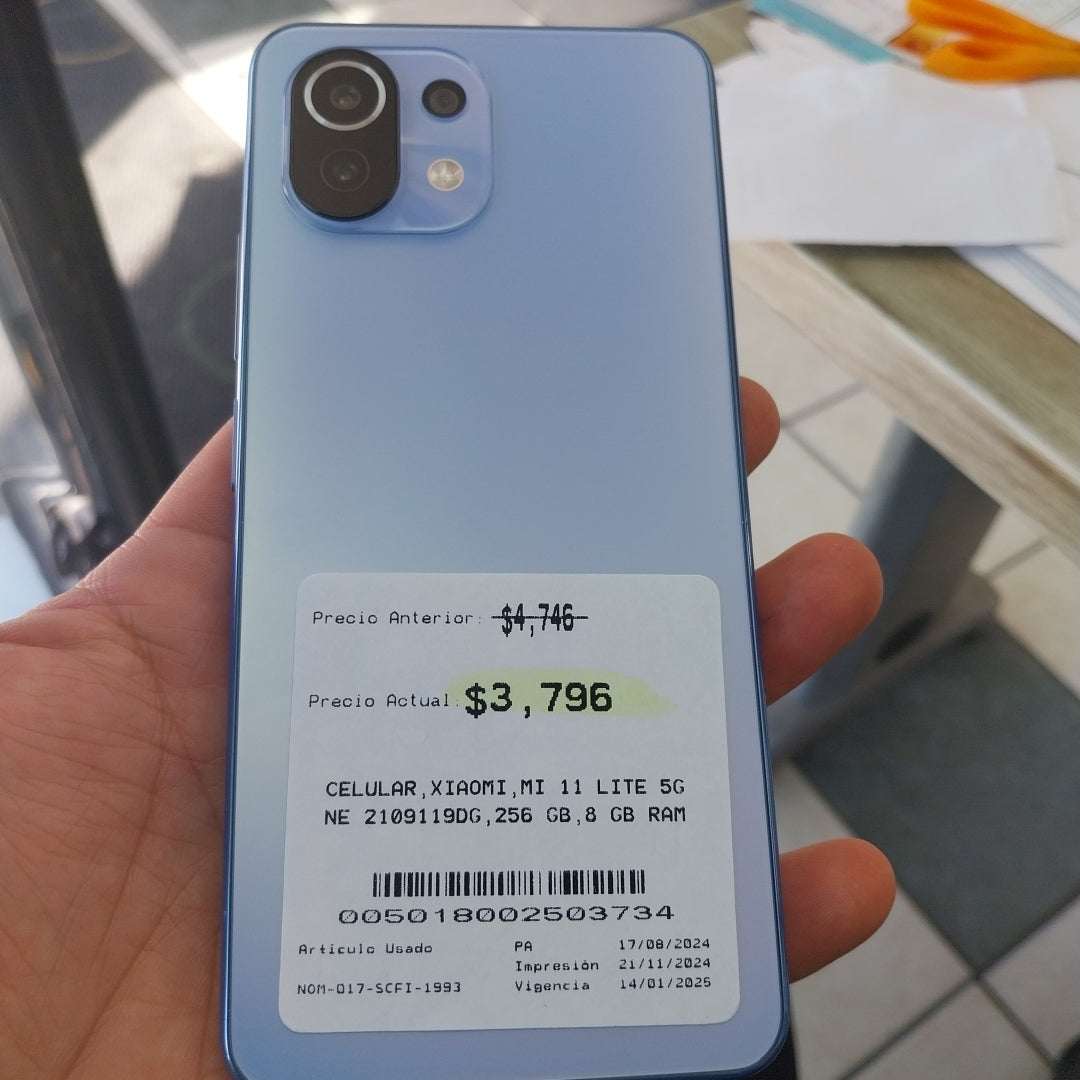 Precio Anterior: $4,746
Precio Actual: $3,796
CELULAR,XIAOMI,MI 11 LITE 5G
NE 2109119DG,256 GB,8 GB RAM
005018002503734
Artículo Usado PA 17/08/2024
Impresión 21/11/2024
NOM-017-SCFI-1993 Vigencia 14/01/2025